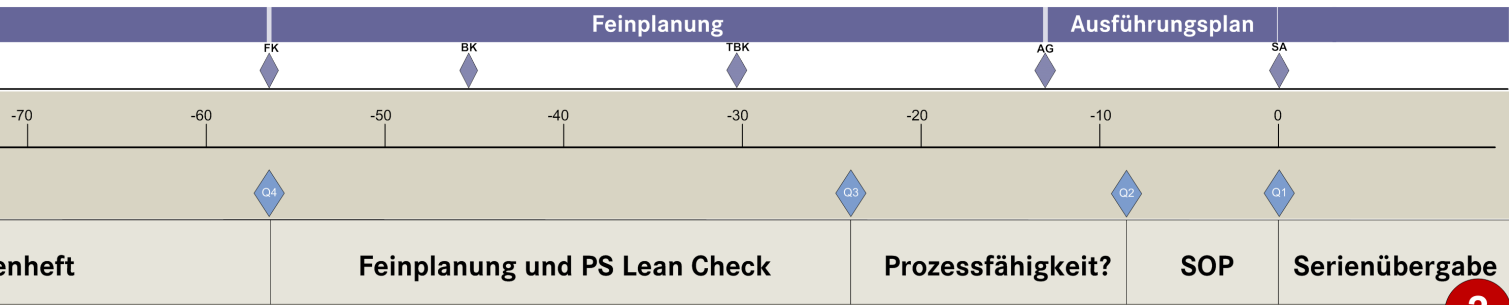 Feinplanung Ausführungsplan
FK BK TBK AG SA
-70 -60 -50 -40 -30 -20 -10 0
Q4 Q3 Q2 Q1
enheft Feinplanung und PS Lean Check Prozessfähigkeit? SOP Serienübergabe